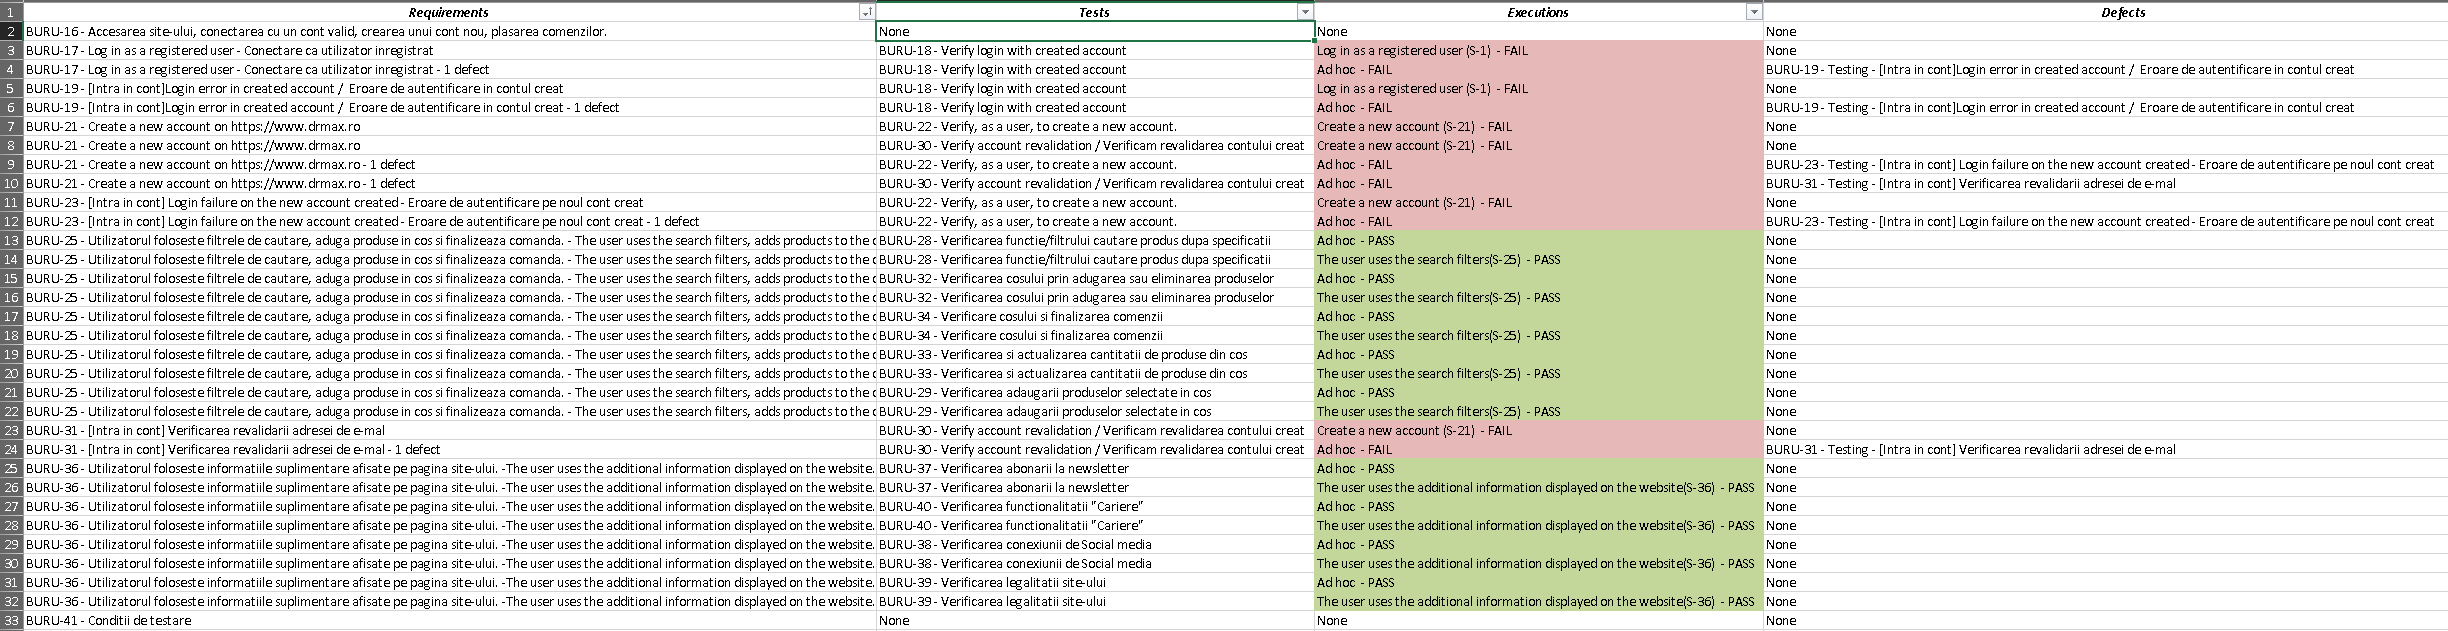 1 Requirements Tests Executions Defects
2 BURU-16 - Accesarea site-ului, conectarea cu un cont valid, crearea unui cont nou, plasarea comenzilor. None None None
3 BURU-17 - Log in as a registered user - Conectare ca utilizator inregistrat BURU-18 - Verify login with created account Log in as a registered user (S-1) - FAIL None
4 BURU-17 - Log in as a registered user - Conectare ca utilizator inregistrat - 1 defect BURU-18 - Verify login with created account Ad hoc - FAIL BURU-19 - Testing - [Intra in cont]Login error in created account / Eroare de autentificare in contul creat
5 BURU-19 - [Intra in cont]Login error in created account / Eroare de autentificare in contul creat BURU-18 - Verify login with created account Log in as a registered user (S-1) - FAIL None
6 BURU-19 - [Intra in cont]Login error in created account / Eroare de autentificare in contul creat - 1 defect BURU-18 - Verify login with created account Ad hoc - FAIL BURU-19 - Testing - [Intra in cont]Login error in created account / Eroare de autentificare in contul creat
7 BURU-21 - Create a new account on https://www.drmax.ro BURU-22 - Verify, as a user, to create a new account. Create a new account (S-21) - FAIL None
8 BURU-21 - Create a new account on https://www.drmax.ro BURU-30 - Verify account revalidation / Verificam revalidarea contului creat Create a new account (S-21) - FAIL None
9 BURU-21 - Create a new account on https://www.drmax.ro - 1 defect BURU-22 - Verify, as a user, to create a new account. Ad hoc - FAIL BURU-23 - Testing - [Intra in cont] Login failure on the new account created - Eroare de autentificare pe noul cont creat
10 BURU-21 - Create a new account on https://www.drmax.ro - 1 defect BURU-30 - Verify account revalidation / Verificam revalidarea contului creat Ad hoc - FAIL BURU-31 - Testing - [Intra in cont] Verificarea revalidarii adresei de e-mal
11 BURU-23 - [Intra in cont] Login failure on the new account created - Eroare de autentificare pe noul cont creat BURU-22 - Verify, as a user, to create a new account. Create a new account (S-21) - FAIL None
12 BURU-23 - [Intra in cont] Login failure on the new account created - Eroare de autentificare pe noul cont creat - 1 defect BURU-22 - Verify, as a user, to create a new account. Ad hoc - FAIL BURU-23 - Testing - [Intra in cont] Login failure on the new account created - Eroare de autentificare pe noul cont creat
13 BURU-25 - Utilizatorul foloseste filtrele de cautare, aduga produse in cos si finalizeaza comanda. - The user uses the search filters, adds products to the c BURU-28 - Verificarea functie/filtrului cautare produs dupa specificatii Ad hoc - PASS None
14 BURU-25 - Utilizatorul foloseste filtrele de cautare, aduga produse in cos si finalizeaza comanda. - The user uses the search filters, adds products to the c BURU-28 - Verificarea functie/filtrului cautare produs dupa specificatii The user uses the search filters(S-25) - PASS None
15 BURU-25 - Utilizatorul foloseste filtrele de cautare, aduga produse in cos si finalizeaza comanda. - The user uses the search filters, adds products to the c BURU-32 - Verificarea cosului prin adugarea sau eliminarea produselor Ad hoc - PASS None
16 BURU-25 - Utilizatorul foloseste filtrele de cautare, aduga produse in cos si finalizeaza comanda. - The user uses the search filters, adds products to the c BURU-32 - Verificarea cosului prin adugarea sau eliminarea produselor The user uses the search filters(S-25) - PASS None
17 BURU-25 - Utilizatorul foloseste filtrele de cautare, aduga produse in cos si finalizeaza comanda. - The user uses the search filters, adds products to the c BURU-34 - Verificare cosului si finalizarea comenzii Ad hoc - PASS None
18 BURU-25 - Utilizatorul foloseste filtrele de cautare, aduga produse in cos si finalizeaza comanda. - The user uses the search filters, adds products to the c BURU-34 - Verificare cosului si finalizarea comenzii The user uses the search filters(S-25) - PASS None
19 BURU-25 - Utilizatorul foloseste filtrele de cautare, aduga produse in cos si finalizeaza comanda. - The user uses the search filters, adds products to the c BURU-33 - Verificarea si actualizarea cantitatii de produse din cos Ad hoc - PASS None
20 BURU-25 - Utilizatorul foloseste filtrele de cautare, aduga produse in cos si finalizeaza comanda. - The user uses the search filters, adds products to the c BURU-33 - Verificarea si actualizarea cantitatii de produse din cos The user uses the search filters(S-25) - PASS None
21 BURU-25 - Utilizatorul foloseste filtrele de cautare, aduga produse in cos si finalizeaza comanda. - The user uses the search filters, adds products to the c BURU-29 - Verificarea adaugarii produselor selectate in cos Ad hoc - PASS None
22 BURU-25 - Utilizatorul foloseste filtrele de cautare, aduga produse in cos si finalizeaza comanda. - The user uses the search filters, adds products to the c BURU-29 - Verificarea adaugarii produselor selectate in cos The user uses the search filters(S-25) - PASS None
23 BURU-31 - [Intra in cont] Verificarea revalidarii adresei de e-mal BURU-30 - Verify account revalidation / Verificam revalidarea contului creat Create a new account (S-21) - FAIL None
24 BURU-31 - [Intra in cont] Verificarea revalidarii adresei de e-mal - 1 defect BURU-30 - Verify account revalidation / Verificam revalidarea contului creat Ad hoc - FAIL BURU-31 - Testing - [Intra in cont] Verificarea revalidarii adresei de e-mal
25 BURU-36 - Utilizatorul foloseste informatiile suplimentare afisate pe pagina site-ului. -The user uses the additional information displayed on the website. BURU-37 - Verificarea abonarii la newsletter Ad hoc - PASS None
26 BURU-36 - Utilizatorul foloseste informatiile suplimentare afisate pe pagina site-ului. -The user uses the additional information displayed on the website. BURU-37 - Verificarea abonarii la newsletter The user uses the additional information displayed on the website(S-36) - PASS None
27 BURU-36 - Utilizatorul foloseste informatiile suplimentare afisate pe pagina site-ului. -The user uses the additional information displayed on the website. BURU-40 - Verificarea functionalitatii "Cariere" Ad hoc - PASS None
28 BURU-36 - Utilizatorul foloseste informatiile suplimentare afisate pe pagina site-ului. -The user uses the additional information displayed on the website. BURU-40 - Verificarea functionalitatii "Cariere" The user uses the additional information displayed on the website(S-36) - PASS None
29 BURU-36 - Utilizatorul foloseste informatiile suplimentare afisate pe pagina site-ului. -The user uses the additional information displayed on the website. BURU-38 - Verificarea conexiunii de Social media Ad hoc - PASS None
30 BURU-36 - Utilizatorul foloseste informatiile suplimentare afisate pe pagina site-ului. -The user uses the additional information displayed on the website. BURU-38 - Verificarea conexiunii de Social media The user uses the additional information displayed on the website(S-36) - PASS None
31 BURU-36 - Utilizatorul foloseste informatiile suplimentare afisate pe pagina site-ului. -The user uses the additional information displayed on the website. BURU-39 - Verificarea legalitatii site-ului Ad hoc - PASS None
32 BURU-36 - Utilizatorul foloseste informatiile suplimentare afisate pe pagina site-ului. -The user uses the additional information displayed on the website. BURU-39 - Verificarea legalitatii site-ului The user uses the additional information displayed on the website(S-36) - PASS None
33 BURU-41 - Conditii de testare None None None